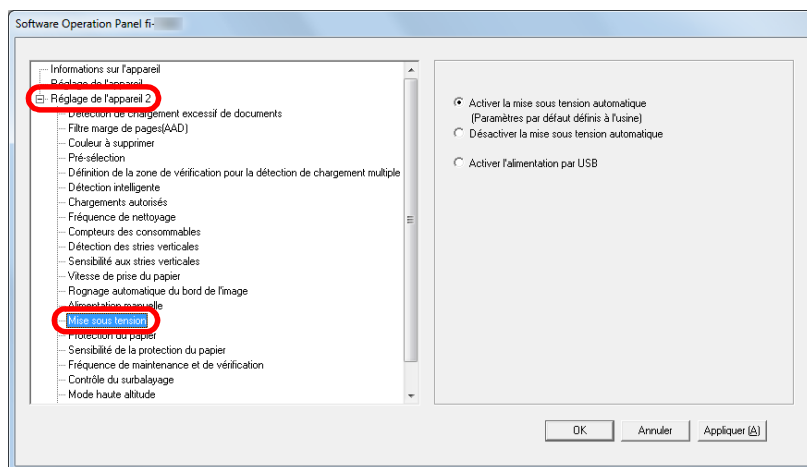 Software Operation Panel fi-
Informations sur l'appareil
Réglage de l'appareil
Réglage de l'appareil 2
Détection de chargement excessif de documents
Filtre marge de pages(AAD)
Couleur à supprimer
Pré-sélection
Définition de la zone de vérification pour la détection de chargement multiple
Détection intelligente
Chargements autorisés
Fréquence de nettoyage
Compteurs des consommables
Détection des stries verticales
Sensibilité aux stries verticales
Vitesse de prise du papier
Rognage automatique du bord de l'image
Alimentation manuelle
Mise sous tension
Protection du papier
Sensibilité de la protection du papier
Fréquence de maintenance et de vérification
Contrôle du surbalayage
Mode haute altitude
Activer la mise sous tension automatique
(Paramètres par défaut définis à l'usine)
Désactiver la mise sous tension automatique
Activer l'alimentation par USB
OK
Annuler
Appliquer (A)